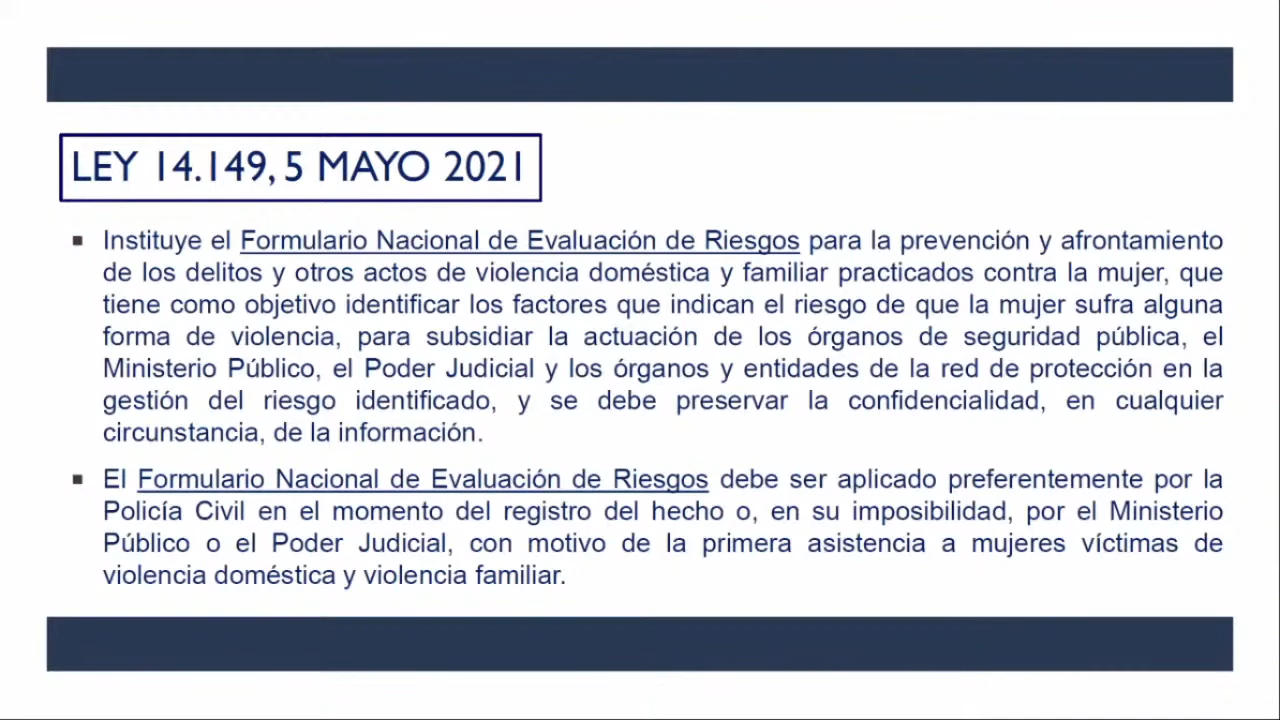 LEY 14.149, 5 MAYO 2021
▪ Instituye el Formulario Nacional de Evaluación de Riesgos para la prevención y afrontamiento
de los delitos y otros actos de violencia doméstica y familiar practicados contra la mujer, que
tiene como objetivo identificar los factores que indican el riesgo de que la mujer sufra alguna
forma de violencia, para subsidiar la actuación de los órganos de seguridad pública, el
Ministerio Público, el Poder Judicial y los órganos y entidades de la red de protección en la
gestión del riesgo identificado, y se debe preservar la confidencialidad, en cualquier
circunstancia, de la información.
▪ El Formulario Nacional de Evaluación de Riesgos debe ser aplicado preferentemente por la
Policía Civil en el momento del registro del hecho o, en su imposibilidad, por el Ministerio
Público o el Poder Judicial, con motivo de la primera asistencia a mujeres víctimas de
violencia doméstica y violencia familiar.